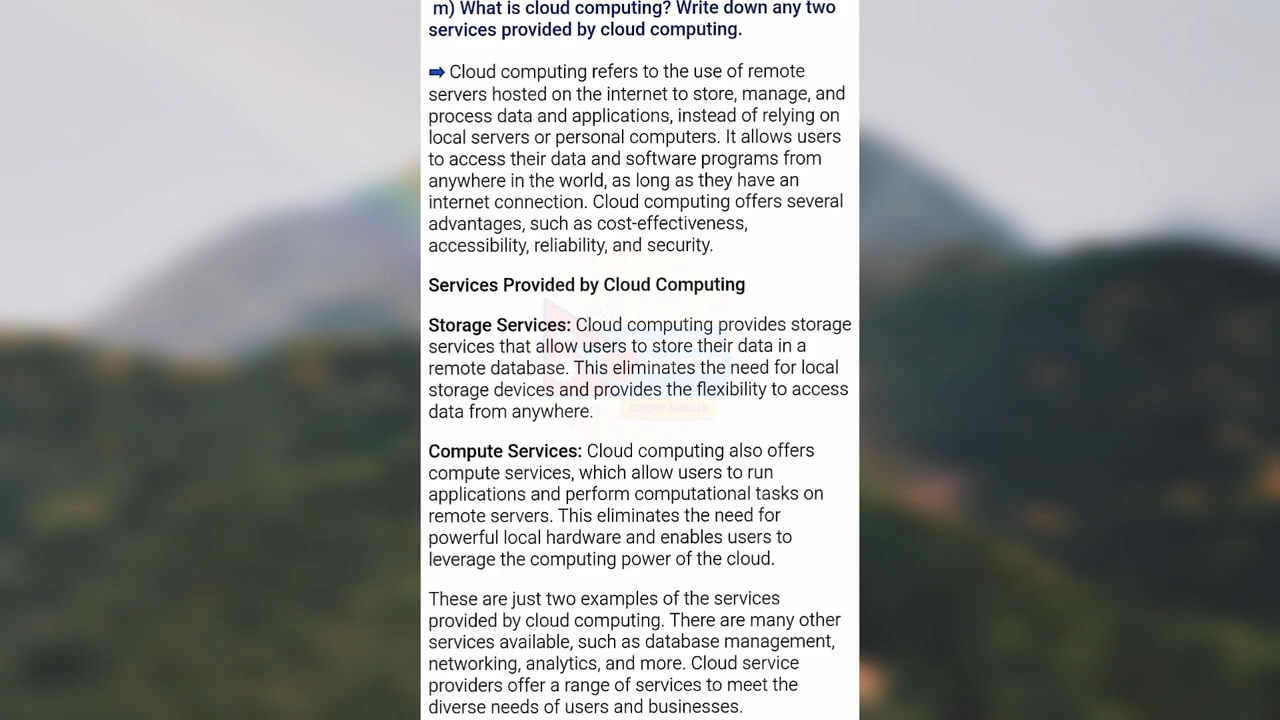 m) What is cloud computing? Write down any two
services provided by cloud computing.
➡ Cloud computing refers to the use of remote
servers hosted on the internet to store, manage, and
process data and applications, instead of relying on
local servers or personal computers. It allows users
to access their data and software programs from
anywhere in the world, as long as they have an
internet connection. Cloud computing offers several
advantages, such as cost-effectiveness,
accessibility, reliability, and security.
Services Provided by Cloud Computing
Storage Services: Cloud computing provides storage
services that allow users to store their data in a
remote database. This eliminates the need for local
storage devices and provides the flexibility to access
data from anywhere.
GROW SUDUR
Compute Services: Cloud computing also offers
compute services, which allow users to run
applications and perform computational tasks on
remote servers. This eliminates the need for
powerful local hardware and enables users to
leverage the computing power of the cloud.
These are just two examples of the services
provided by cloud computing. There are many other
services available, such as database management,
networking, analytics, and more. Cloud service
providers offer a range of services to meet the
diverse needs of users and businesses.